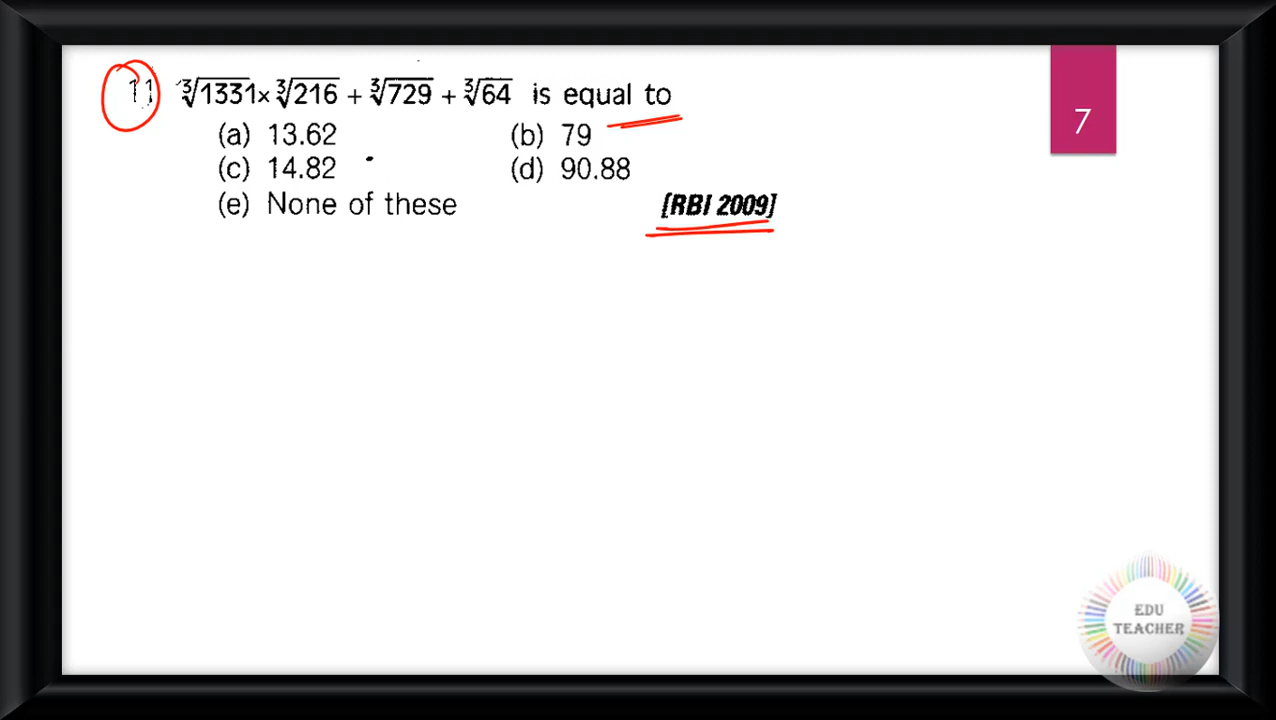 11 ∛1331× ∛216 + ∛729 + ∛64 is equal to
(a) 13.62 (b) 79
(c) 14.82 (d) 90.88
(e) None of these [RBI 2009]
7
EDU
TEACHER